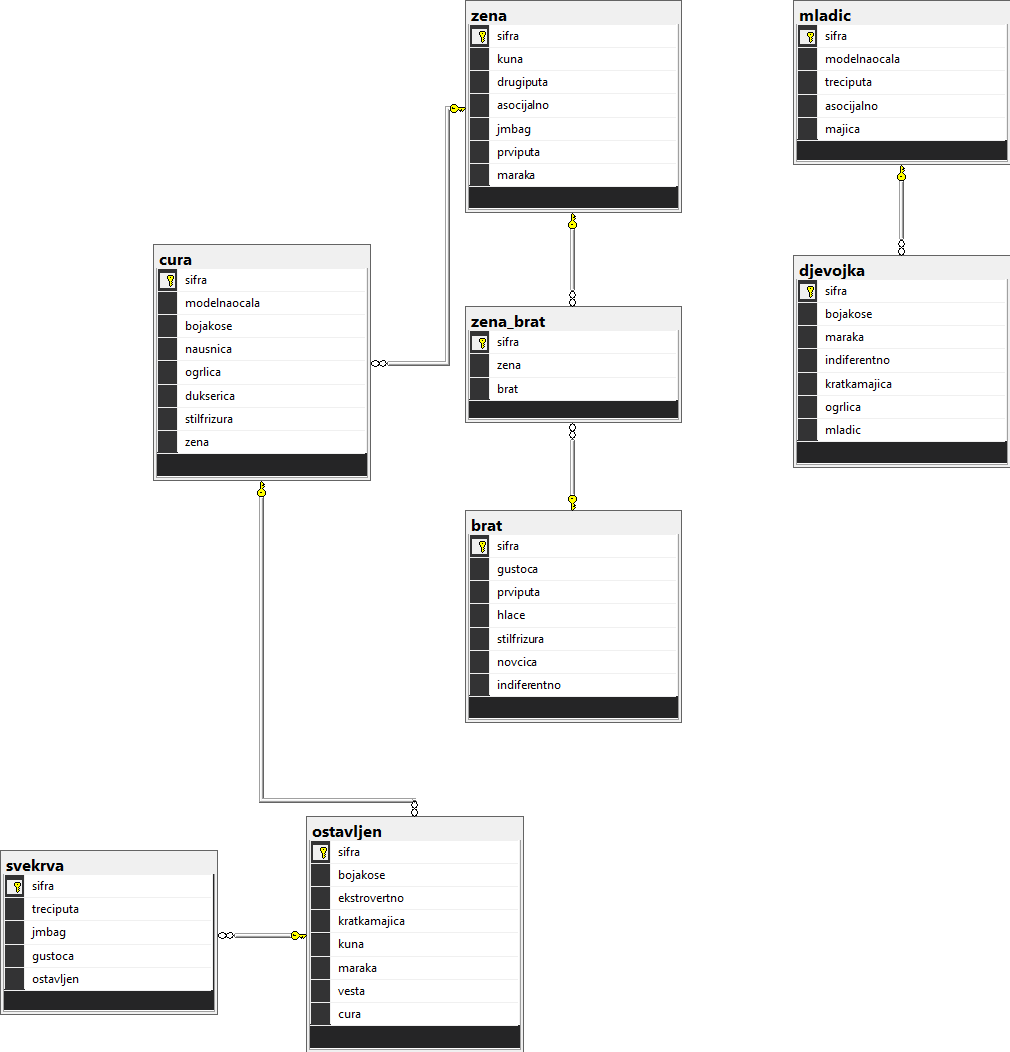 zena
sifra
kuna
drugiputa
asocijalno
jmbag
prviputa
maraka
mladic
sifra
modelnaocala
treciputa
asocijalno
majica
cura
sifra
modelnaocala
bojakose
nausnica
ogrlica
dukserica
stilfrizura
zena
zena_brat
sifra
zena
brat
djevojka
sifra
bojakose
maraka
indiferentno
kratkamajica
ogrlica
mladic
brat
sifra
gustoca
prviputa
hlace
stilfrizura
novcica
indiferentno
ostavljen
sifra
bojakose
ekstrovertno
kratkamajica
kuna
maraka
vesta
cura
svekrva
sifra
treciputa
jmbag
gustoca
ostavljen